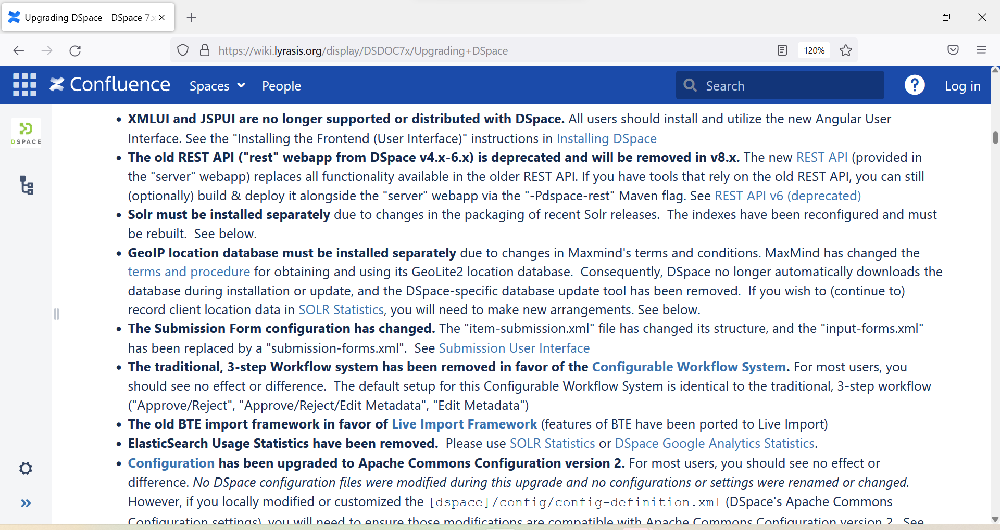 Upgrading DSpace - DSpace 7.x
https://wiki.lyrasis.org/display/DSDOC7x/Upgrading+DSpace
120%
Confluence Spaces People Search ? Log in
DSPACE
• XMLUI and JSPUI are no longer supported or distributed with DSpace. All users should install and utilize the new Angular User
Interface. See the "Installing the Frontend (User Interface)" instructions in Installing DSpace
• The old REST API ("rest" webapp from DSpace v4.x-6.x) is deprecated and will be removed in v8.x. The new REST API (provided in
the "server" webapp) replaces all functionality available in the older REST API. If you have tools that rely on the old REST API, you can still
(optionally) build & deploy it alongside the "server" webapp via the "-Pdspace-rest" Maven flag. See REST API v6 (deprecated)
• Solr must be installed separately due to changes in the packaging of recent Solr releases. The indexes have been reconfigured and must
be rebuilt. See below.
• GeoIP location database must be installed separately due to changes in Maxmind's terms and conditions. MaxMind has changed the
terms and procedure for obtaining and using its GeoLite2 location database. Consequently, DSpace no longer automatically downloads the
database during installation or update, and the DSpace-specific database update tool has been removed. If you wish to (continue to)
record client location data in SOLR Statistics, you will need to make new arrangements. See below.
• The Submission Form configuration has changed. The "item-submission.xml" file has changed its structure, and the "input-forms.xml"
has been replaced by a "submission-forms.xml". See Submission User Interface
• The traditional, 3-step Workflow system has been removed in favor of the Configurable Workflow System. For most users, you
should see no effect or difference. The default setup for this Configurable Workflow System is identical to the traditional, 3-step workflow
("Approve/Reject", "Approve/Reject/Edit Metadata", "Edit Metadata")
• The old BTE import framework in favor of Live Import Framework (features of BTE have been ported to Live Import)
• ElasticSearch Usage Statistics have been removed. Please use SOLR Statistics or DSpace Google Analytics Statistics.
• Configuration has been upgraded to Apache Commons Configuration version 2. For most users, you should see no effect or
difference. No DSpace configuration files were modified during this upgrade and no configurations or settings were renamed or changed.
However, if you locally modified or customized the [dspace]/config/config-definition.xml (DSpace's Apache Commons
Configuration settings), you will need to ensure those modifications are compatible with Apache Commons Configuration version 2. See